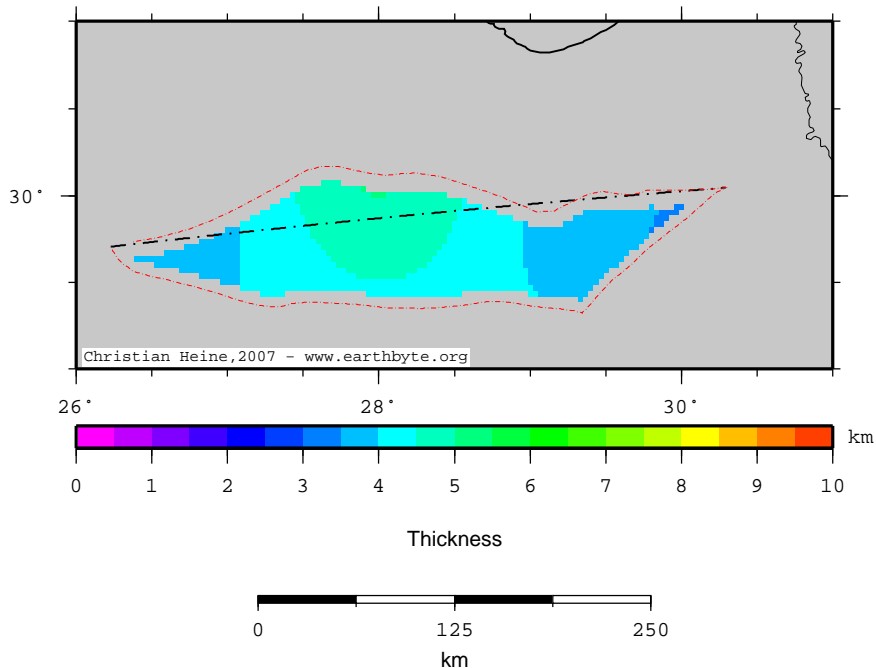 30°
Christian Heine,2007 - www.earthbyte.org
26° 28° 30°
km
0 1 2 3 4 5 6 7 8 9 10
Thickness
0 125 250
km